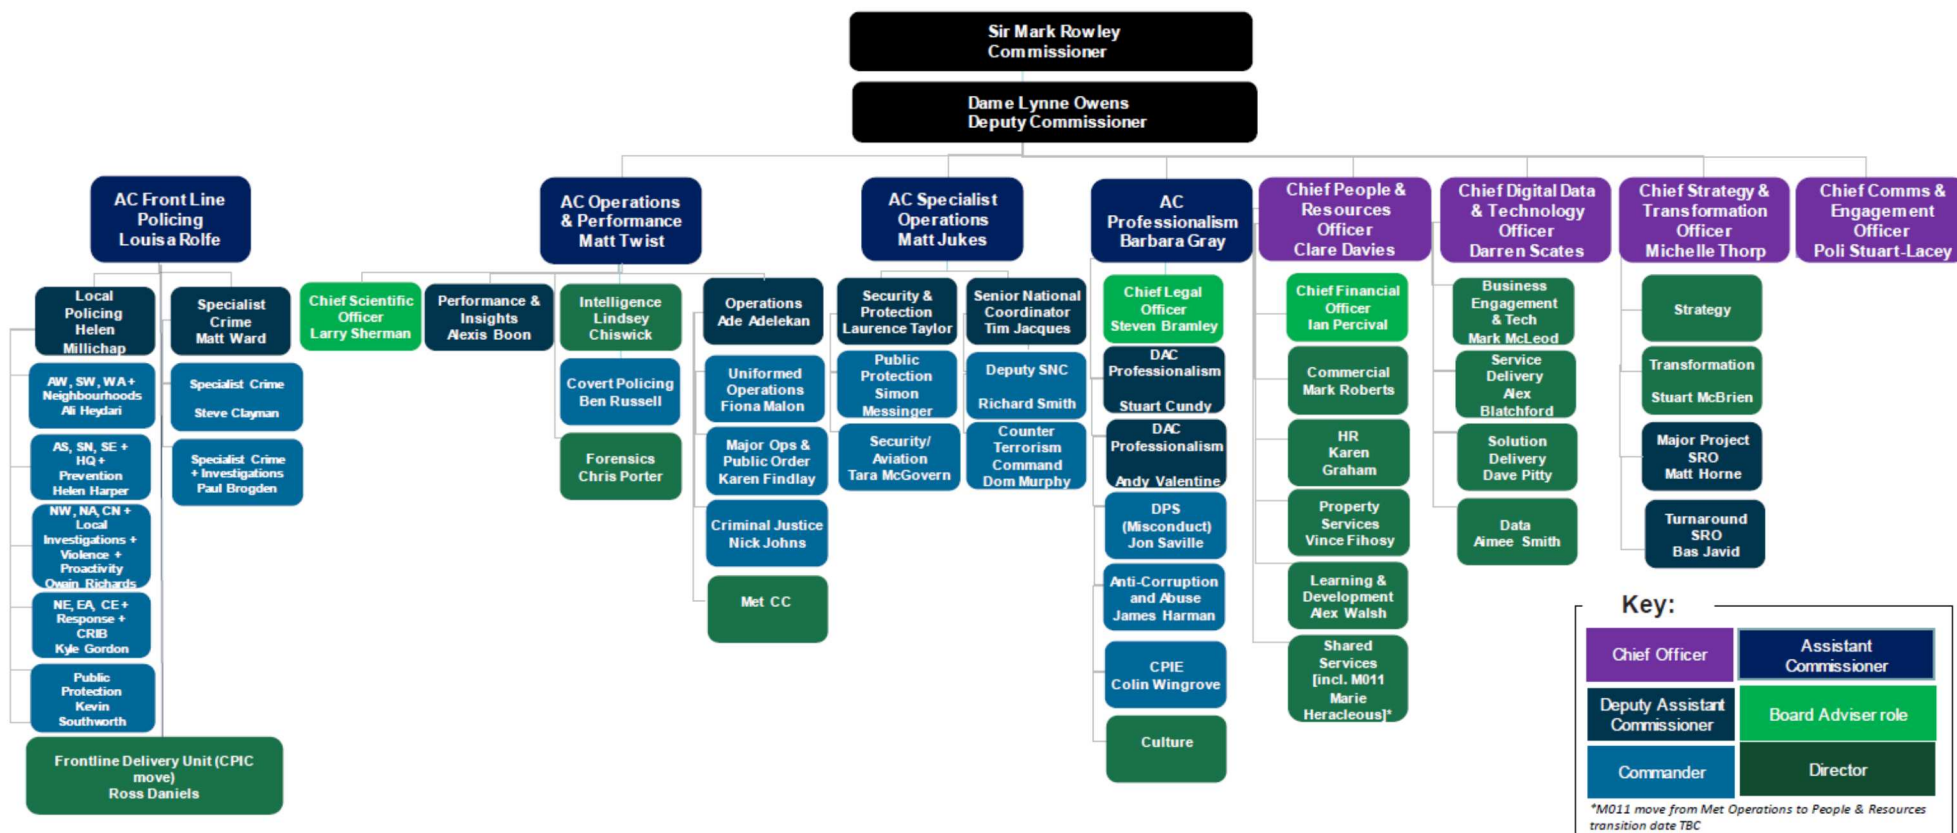 Sir Mark Rowley
Commissioner
Dame Lynne Owens
Deputy Commissioner
AC Front Line
Policing
Louisa Rolfe
AC Operations
& Performance
Matt Twist
AC Specialist
Operations
Matt Jukes
AC
Professionalism
Barbara Gray
Chief People &
Resources
Officer
Clare Davies
Chief Digital Data
& Technology
Officer
Darren Scates
Chief Strategy &
Transformation
Officer
Michelle Thorp
Chief Comms &
Engagement
Officer
Poli Stuart-Lacey
Local
Policing
Helen
Millichap
AW, SW, WA +
Neighbourhoods
Ali Heydari
AS, SN, SE +
HQ +
Prevention
Helen Harper
NW, NA, CN +
Local
Investigations +
Violence +
Proactivity
Owain Richards
NE, EA, CE +
Response +
CRIB
Kyle Gordon
Public
Protection
Kevin
Southworth
Frontline Delivery Unit (CPIC
move)
Ross Daniels
Specialist
Crime
Matt Ward
Specialist Crime
Steve Clayman
Specialist Crime
+ Investigations
Paul Brogden
Chief Scientific
Officer
Larry Sherman
Performance &
Insights
Alexis Boon
Intelligence
Lindsey
Chiswick
Covert Policing
Ben Russell
Forensics
Chris Porter
Operations
Ade Adelekan
Uniformed
Operations
Fiona Malon
Major Ops &
Public Order
Karen Findlay
Criminal Justice
Nick Johns
Met CC
Security &
Protection
Laurence Taylor
Public
Protection
Simon
Messinger
Security/
Aviation
Tara McGovern
Senior National
Coordinator
Tim Jacques
Deputy SNC
Richard Smith
Counter
Terrorism
Command
Dom Murphy
Chief Legal
Officer
Steven Bramley
DAC
Professionalism
Stuart Cundy
DAC
Professionalism
Andy Valentine
DPS
(Misconduct)
Jon Saville
Anti-Corruption
and Abuse
James Harman
CPIE
Colin Wingrove
Culture
Chief Financial
Officer
Ian Percival
Commercial
Mark Roberts
HR
Karen
Graham
Property
Services
Vince Fihosy
Learning &
Development
Alex Walsh
Shared
Services
[incl. M011
Marie
Heracleous]*
Business
Engagement
& Tech
Mark McLeod
Service
Delivery
Alex
Blatchford
Solution
Delivery
Dave Pitty
Data
Aimee Smith
Strategy
Transformation
Stuart McBrien
Major Project
SRO
Matt Horne
Turnaround
SRO
Bas Javid
Key:
Chief Officer
Assistant
Commissioner
Deputy Assistant
Commissioner
Board Adviser role
Commander
Director
*M011 move from Met Operations to People & Resources
transition date TBC